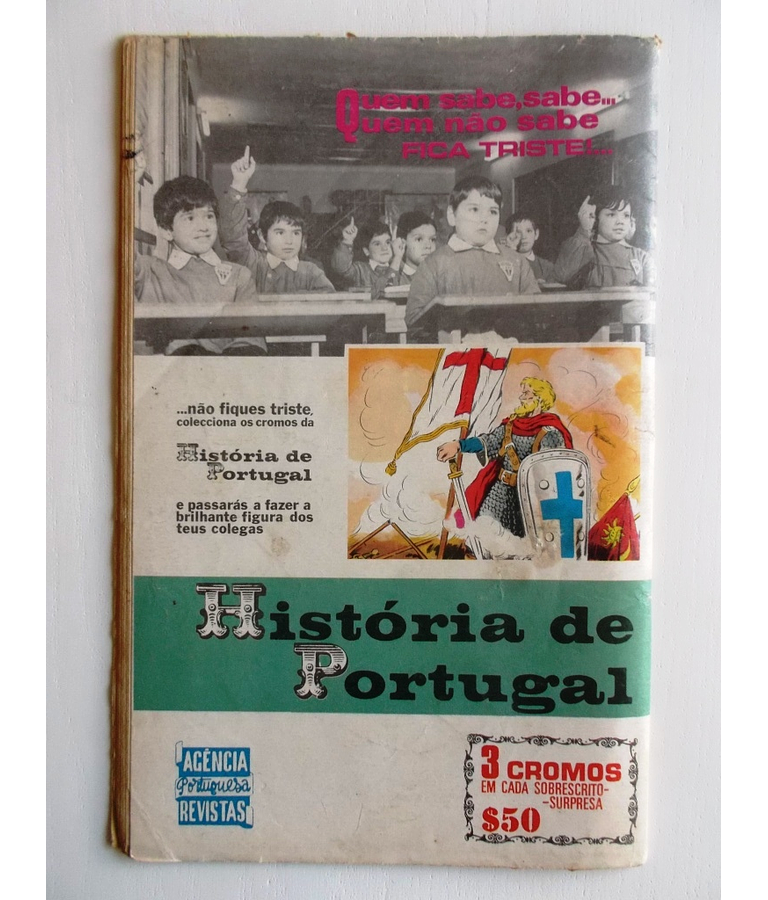 Quem sabe, sabe...
Quem não sabe
FICA TRISTE!...
...não fiques triste,
colecciona os cromos da
História de
Portugal
e passarás a fazer a
brilhante figura dos
teus colegas
História de
Portugal
AGÊNCIA
Portuguesa
REVISTAS
3 CROMOS
EM CADA SOBRESCRITO-
-SURPRESA
$50